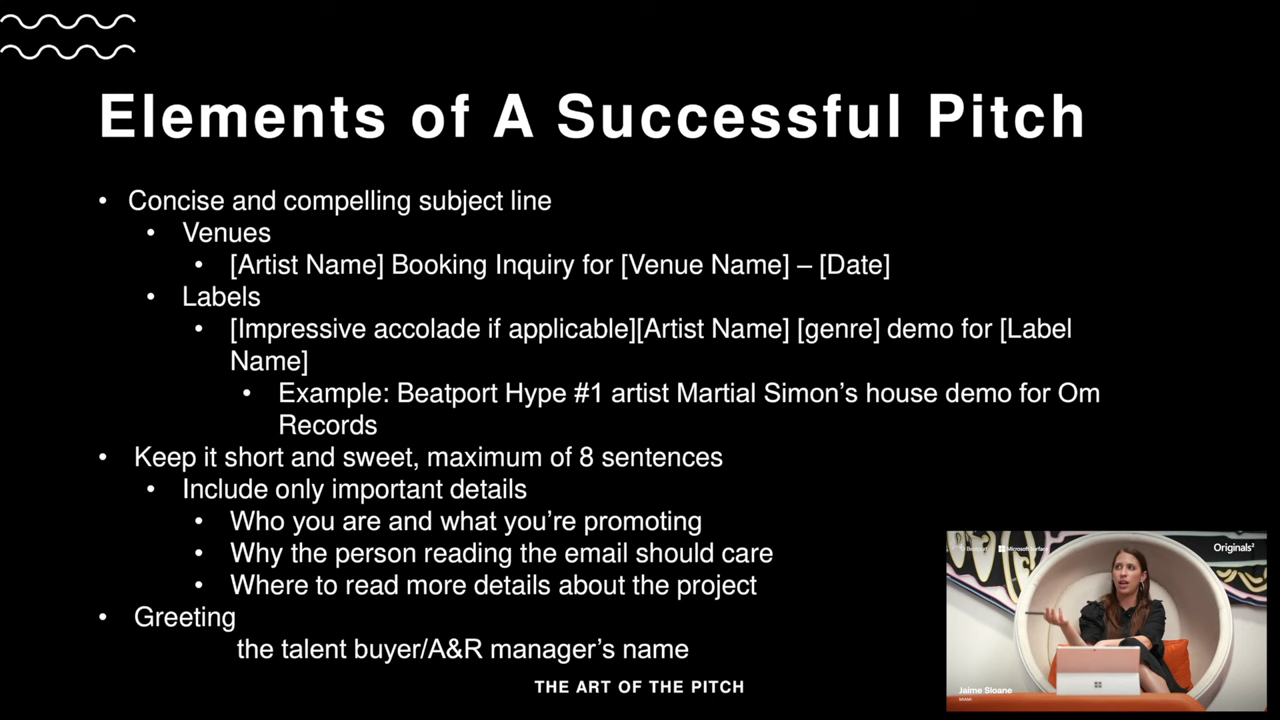 Elements of A Successful Pitch
• Concise and compelling subject line
• Venues
• [Artist Name] Booking Inquiry for [Venue Name] – [Date]
• Labels
• [Impressive accolade if applicable][Artist Name] [genre] demo for [Label
Name]
• Example: Beatport Hype #1 artist Martial Simon’s house demo for Om
Records
• Keep it short and sweet, maximum of 8 sentences
• Include only important details
• Who you are and what you’re promoting
• Why the person reading the email should care
• Where to read more details about the project
• Greeting
the talent buyer/A&R manager’s name
THE ART OF THE PITCH
Beatport Microsoft Surface
Originals²
Jaime Sloane
MIAMI